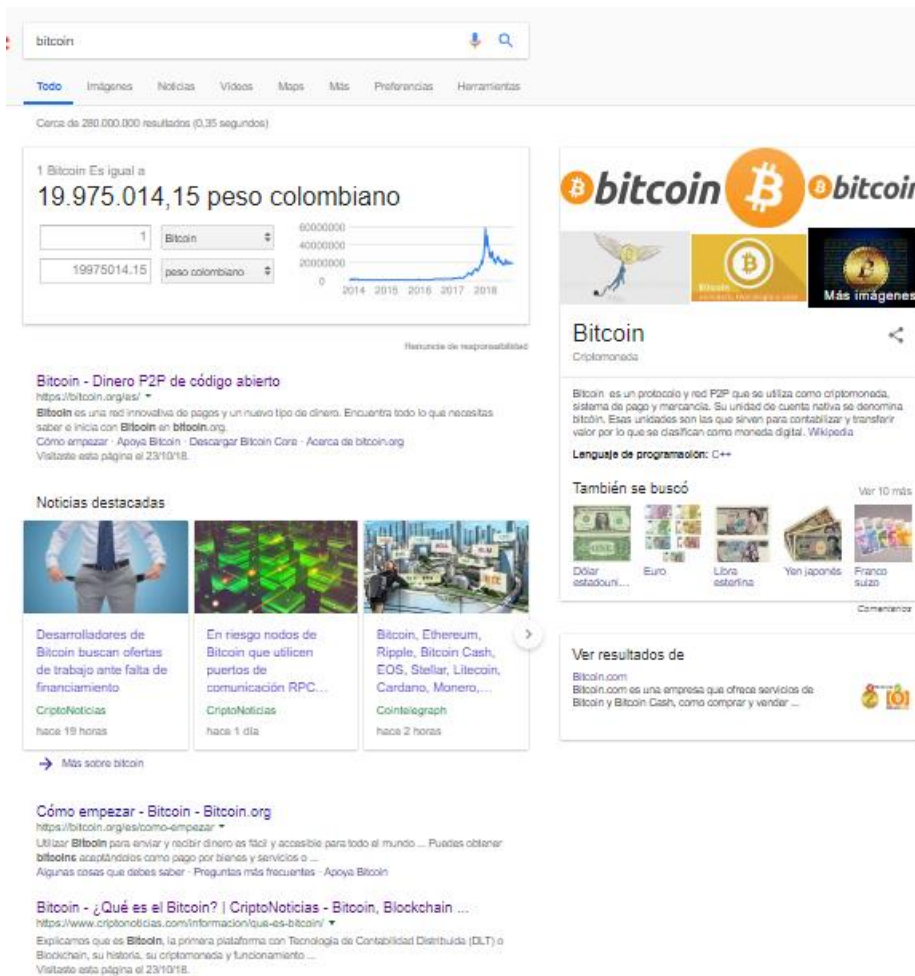 bitcoin
Todo Imágenes Noticias Vídeos Maps Más Preferencias Herramientas
Cerca de 280.000.000 resultados (0,35 segundos)
1 Bitcoin Es igual a
19.975.014,15 peso colombiano
1 Bitcoin
19975014.15 peso colombiano
60000000
40000000
20000000
0
2014 2015 2016 2017 2018
Renuncia de responsabilidad
Bitcoin - Dinero P2P de código abierto
https://bitcoin.org/es/
Bitcoin es una red innovativa de pagos y un nuevo tipo de dinero. Encuentra todo lo que necesitas
saber e inicia con Bitcoin en bitcoin.org.
Cómo empezar · Apoya Bitcoin · Descargar Bitcoin Core · Acerca de bitcoin.org
Visitaste esta página el 23/10/18.
Noticias destacadas
Desarrolladores de
Bitcoin buscan ofertas
de trabajo ante falta de
financiamiento
CriptoNoticias
hace 19 horas
En riesgo nodos de
Bitcoin que utilicen
puertos de
comunicación RPC...
CriptoNoticias
hace 1 día
Bitcoin, Ethereum,
Ripple, Bitcoin Cash,
EOS, Stellar, Litecoin,
Cardano, Monero,...
Cointelegraph
hace 2 horas
Más sobre bitcoin
Cómo empezar - Bitcoin - Bitcoin.org
https://bitcoin.org/es/como-empezar
Utilizar Bitcoin para enviar y recibir dinero es fácil y accesible para todo el mundo ... Puedes obtener
bitcoins aceptándolos como pago por bienes y servicios o ...
Algunas cosas que debes saber · Preguntas más frecuentes · Apoya Bitcoin
Bitcoin - ¿Qué es el Bitcoin? | CriptoNoticias - Bitcoin, Blockchain ...
https://www.criptonoticias.com/informacion/que-es-bitcoin/
Explicamos que es Bitcoin, la primera plataforma con Tecnología de Contabilidad Distribuida (DLT) o
Blockchain, su historia, su criptomoneda y funcionamiento ...
Visitaste esta página el 23/10/18.
bitcoin bitcoin
Bitcoin
Más imágenes
Bitcoin
Criptomoneda
Bitcoin es un protocolo y red P2P que se utiliza como criptomoneda,
sistema de pago y mercancía. Su unidad de cuenta nativa se denomina
bitcóin. Esas unidades son las que sirven para contabilizar y transferir
valor por lo que se clasifican como moneda digital. Wikipedia
Lenguaje de programación: C++
También se buscó Ver 10 más
Dólar
estadouni...
Euro
Libra
esterlina
Yen japonés
Franco
suizo
Comentarios
Ver resultados de
Bitcoin.com
Bitcoin.com es una empresa que ofrece servicios de
Bitcoin y Bitcoin Cash, como comprar y vender ...